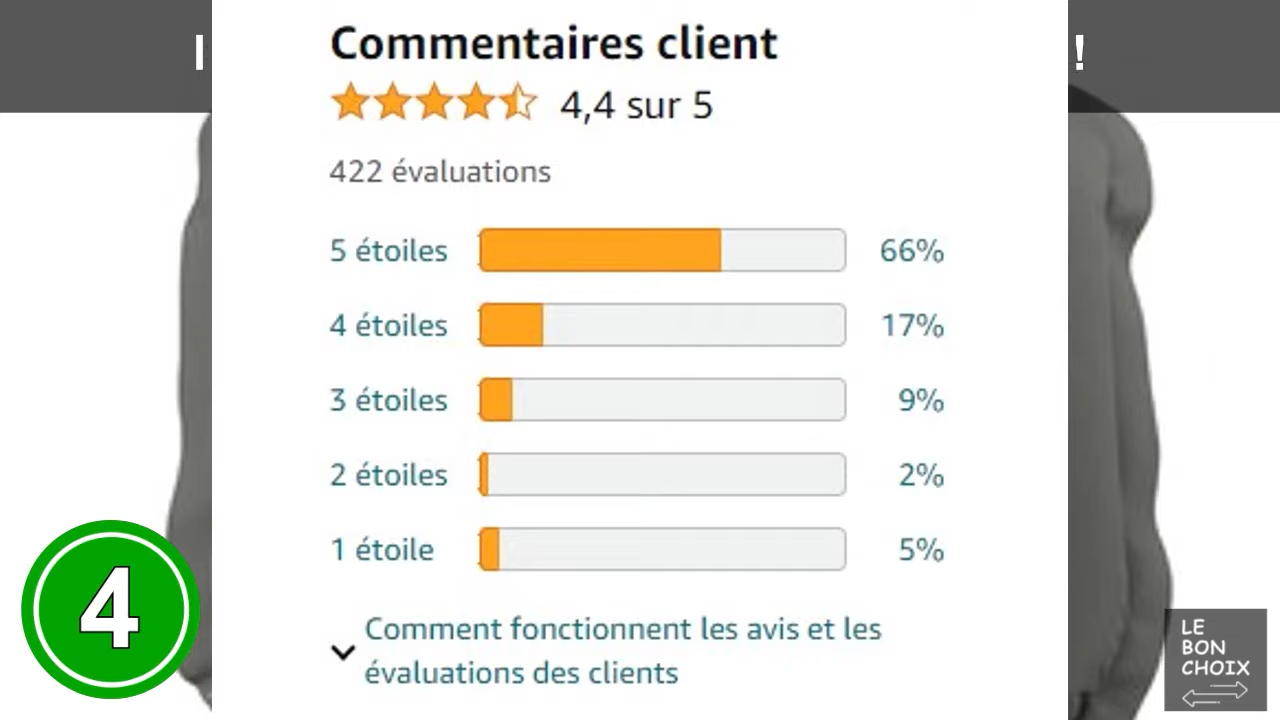 Commentaires client
4,4 sur 5
422 évaluations
5 étoiles 66%
4 étoiles 17%
3 étoiles 9%
2 étoiles 2%
1 étoile 5%
Comment fonctionnent les avis et les
évaluations des clients
4
LE
BON
CHOIX